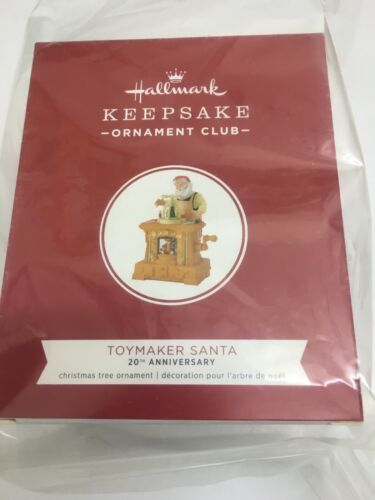 Hallmark
KEEPSAKE
–ORNAMENT CLUB–
TOYMAKER SANTA
20TH ANNIVERSARY
christmas tree ornament | décoration pour l'arbre de noël